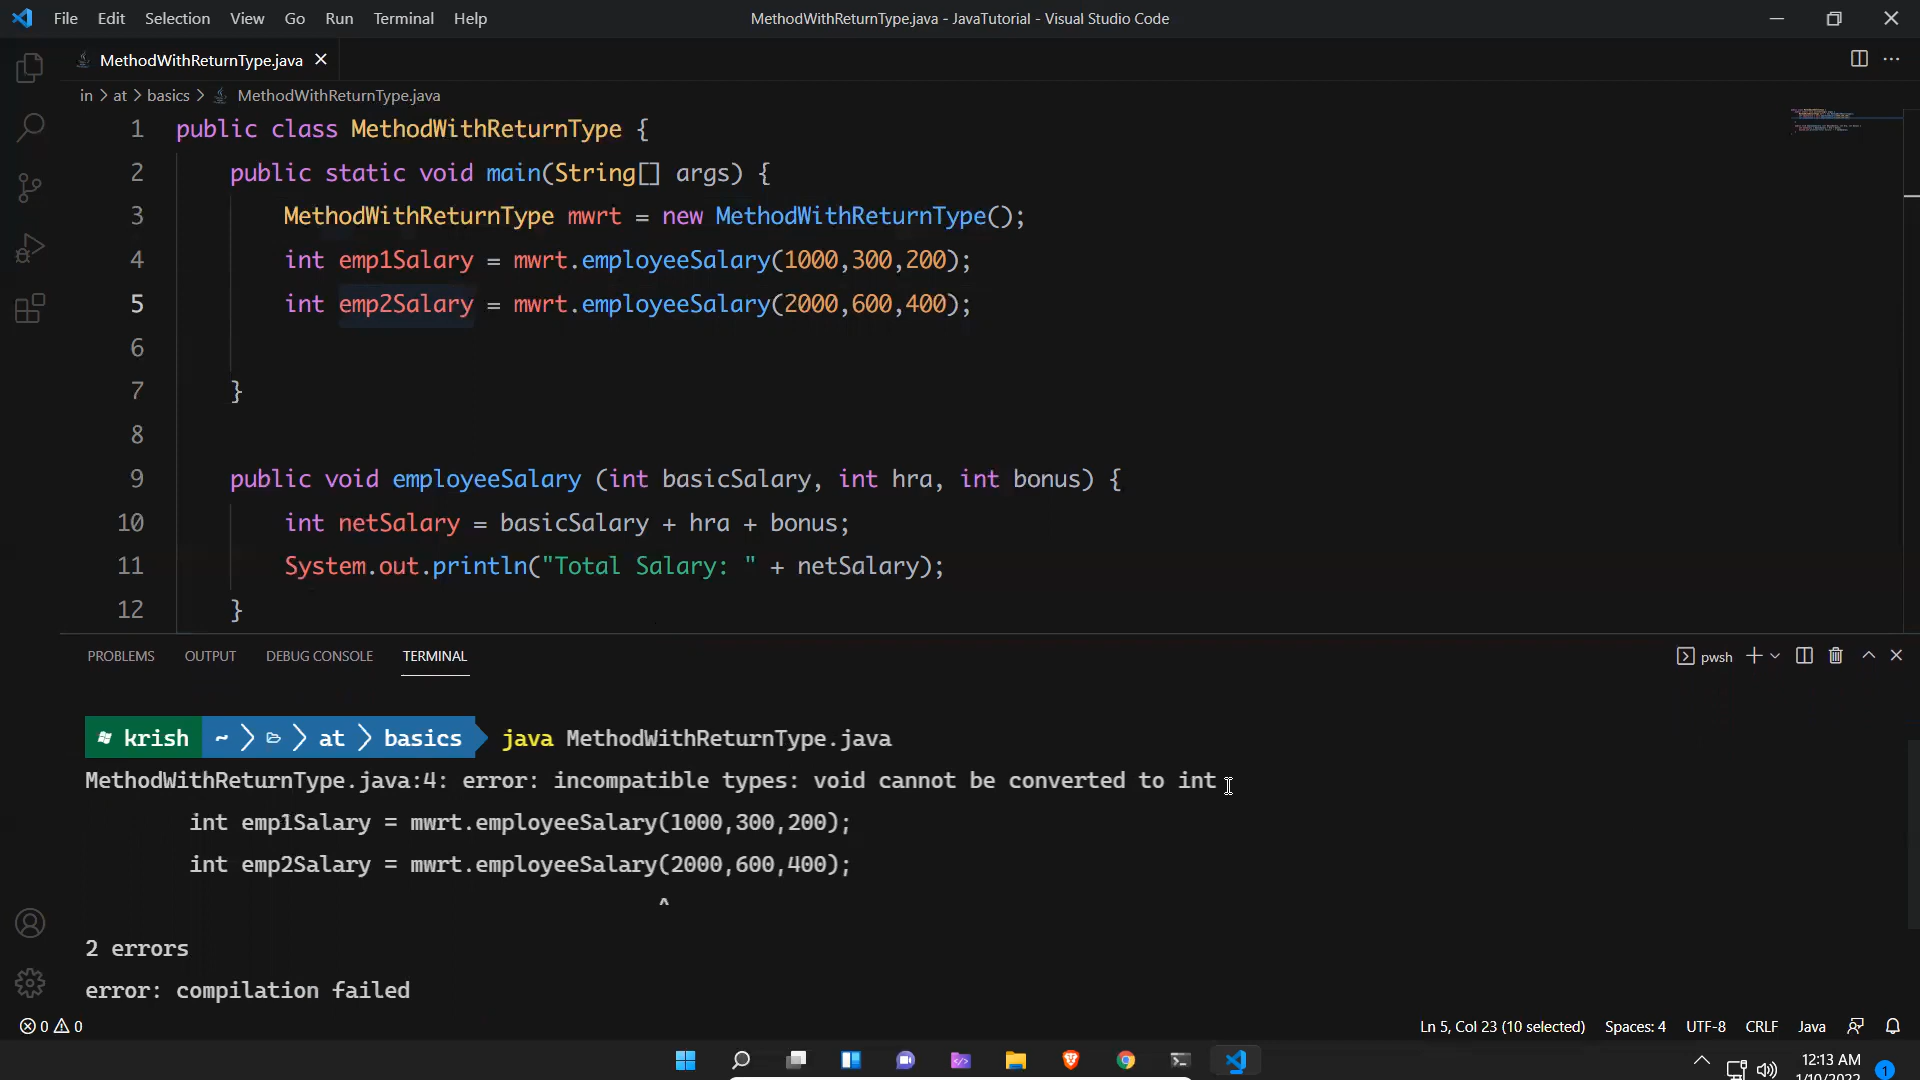 File Edit Selection View Go Run Terminal Help MethodWithReturnType.java - JavaTutorial - Visual Studio Code
MethodWithReturnType.java
in > at > basics > MethodWithReturnType.java
1 public class MethodWithReturnType {
2 public static void main(String[] args) {
3 MethodWithReturnType mwrt = new MethodWithReturnType();
4 int emp1Salary = mwrt.employeeSalary(1000,300,200);
5 int emp2Salary = mwrt.employeeSalary(2000,600,400);
6
7 }
8
9 public void employeeSalary (int basicSalary, int hra, int bonus) {
10 int netSalary = basicSalary + hra + bonus;
11 System.out.println("Total Salary: " + netSalary);
12 }
PROBLEMS OUTPUT DEBUG CONSOLE TERMINAL pwsh
krish ~ at basics java MethodWithReturnType.java
MethodWithReturnType.java:4: error: incompatible types: void cannot be converted to int
int emp1Salary = mwrt.employeeSalary(1000,300,200);
int emp2Salary = mwrt.employeeSalary(2000,600,400);
^
2 errors
error: compilation failed
0 0 Ln 5, Col 23 (10 selected) Spaces: 4 UTF-8 CRLF Java
12:13 AM
1/10/2022 1